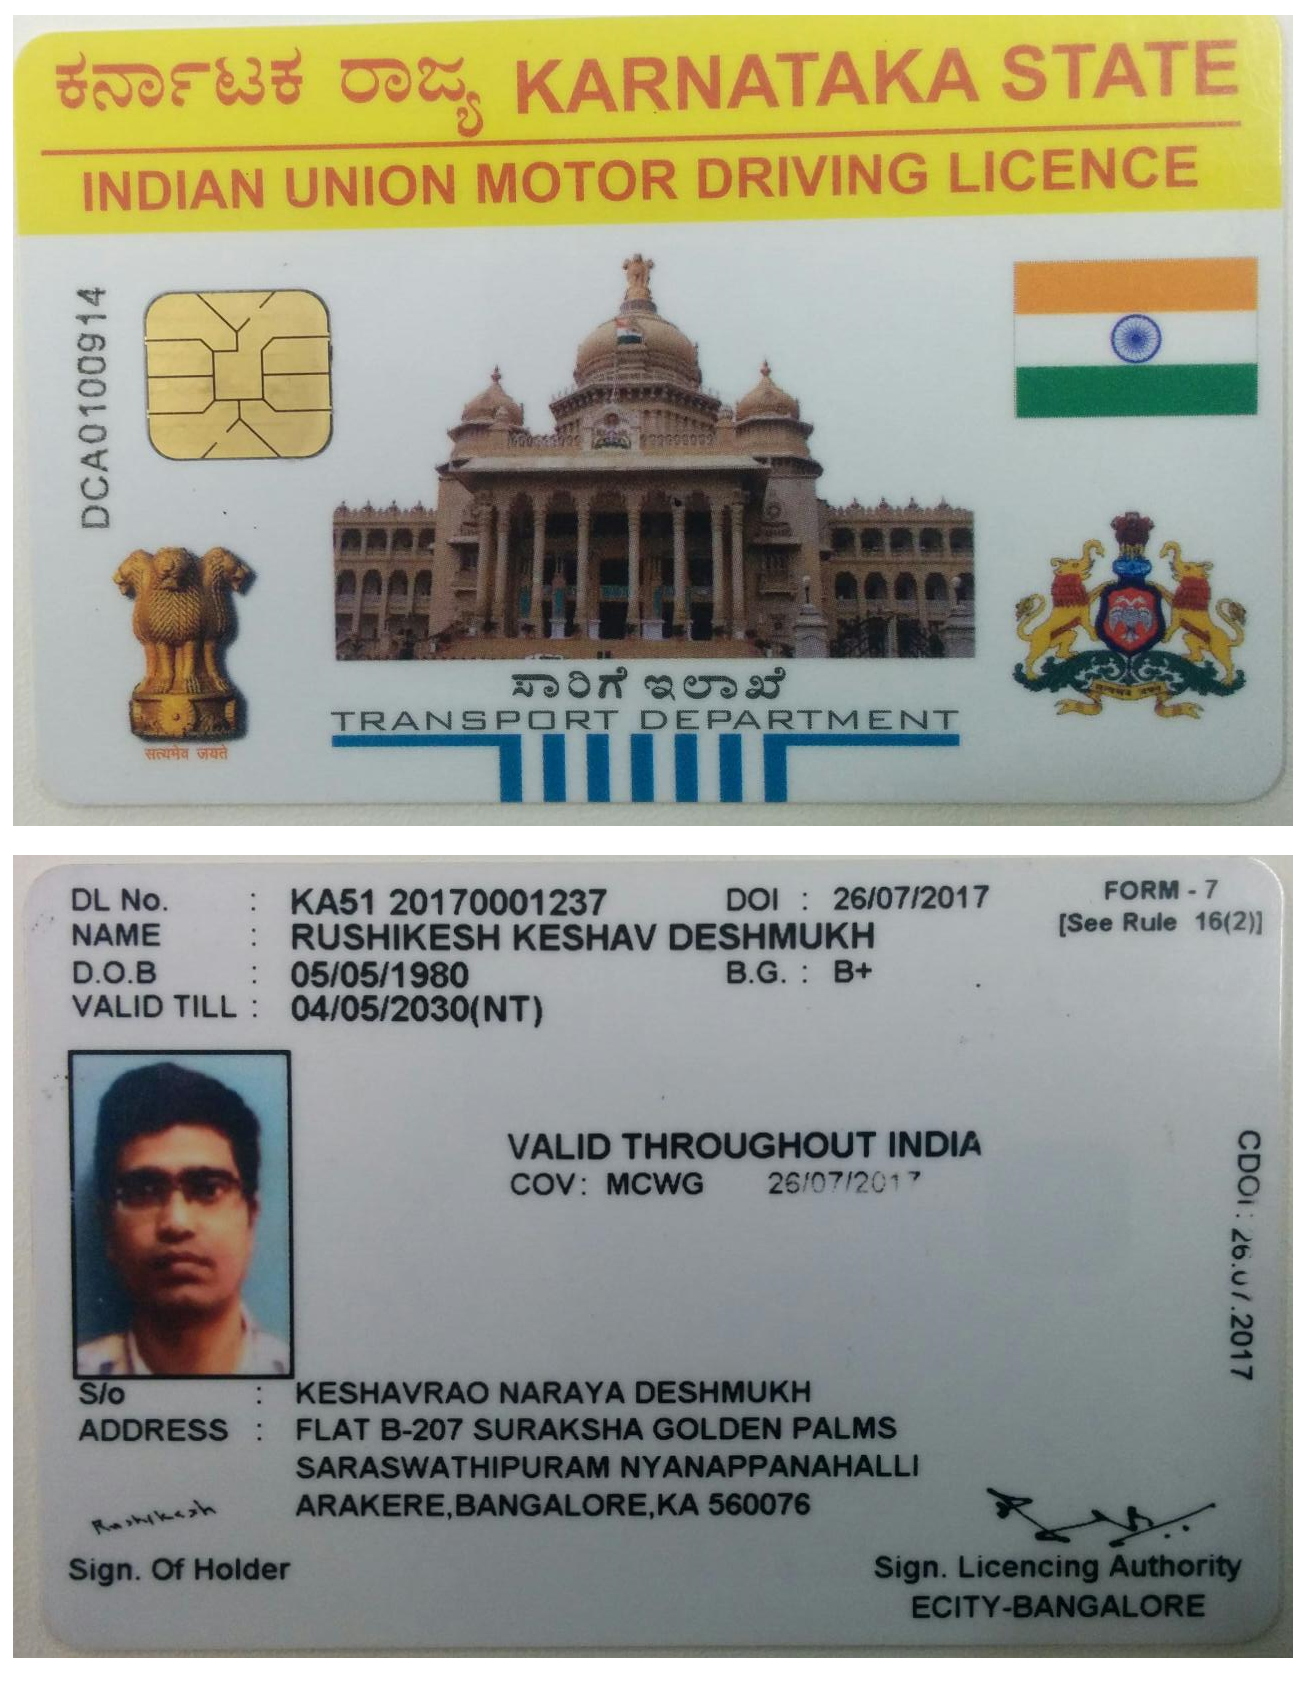 ಕರ್ನಾಟಕ ರಾಜ್ಯ KARNATAKA STATE
INDIAN UNION MOTOR DRIVING LICENCE
DCA0100914
सत्यमेव जयते
ಸಾರಿಗೆ ಇಲಾಖೆ
TRANSPORT DEPARTMENT
DL No. : KA51 20170001237 DOI : 26/07/2017 FORM - 7
NAME : RUSHIKESH KESHAV DESHMUKH [See Rule 16(2)]
D.O.B : 05/05/1980 B.G. : B+
VALID TILL : 04/05/2030(NT)
VALID THROUGHOUT INDIA
COV: MCWG 26/07/2017
CDOI: 26.07.2017
S/o : KESHAVRAO NARAYA DESHMUKH
ADDRESS : FLAT B-207 SURAKSHA GOLDEN PALMS
SARASWATHIPURAM NYANAPPANAHALLI
ARAKERE,BANGALORE,KA 560076
Rushikesh
Sign. Of Holder
Sign. Licencing Authority
ECITY-BANGALORE